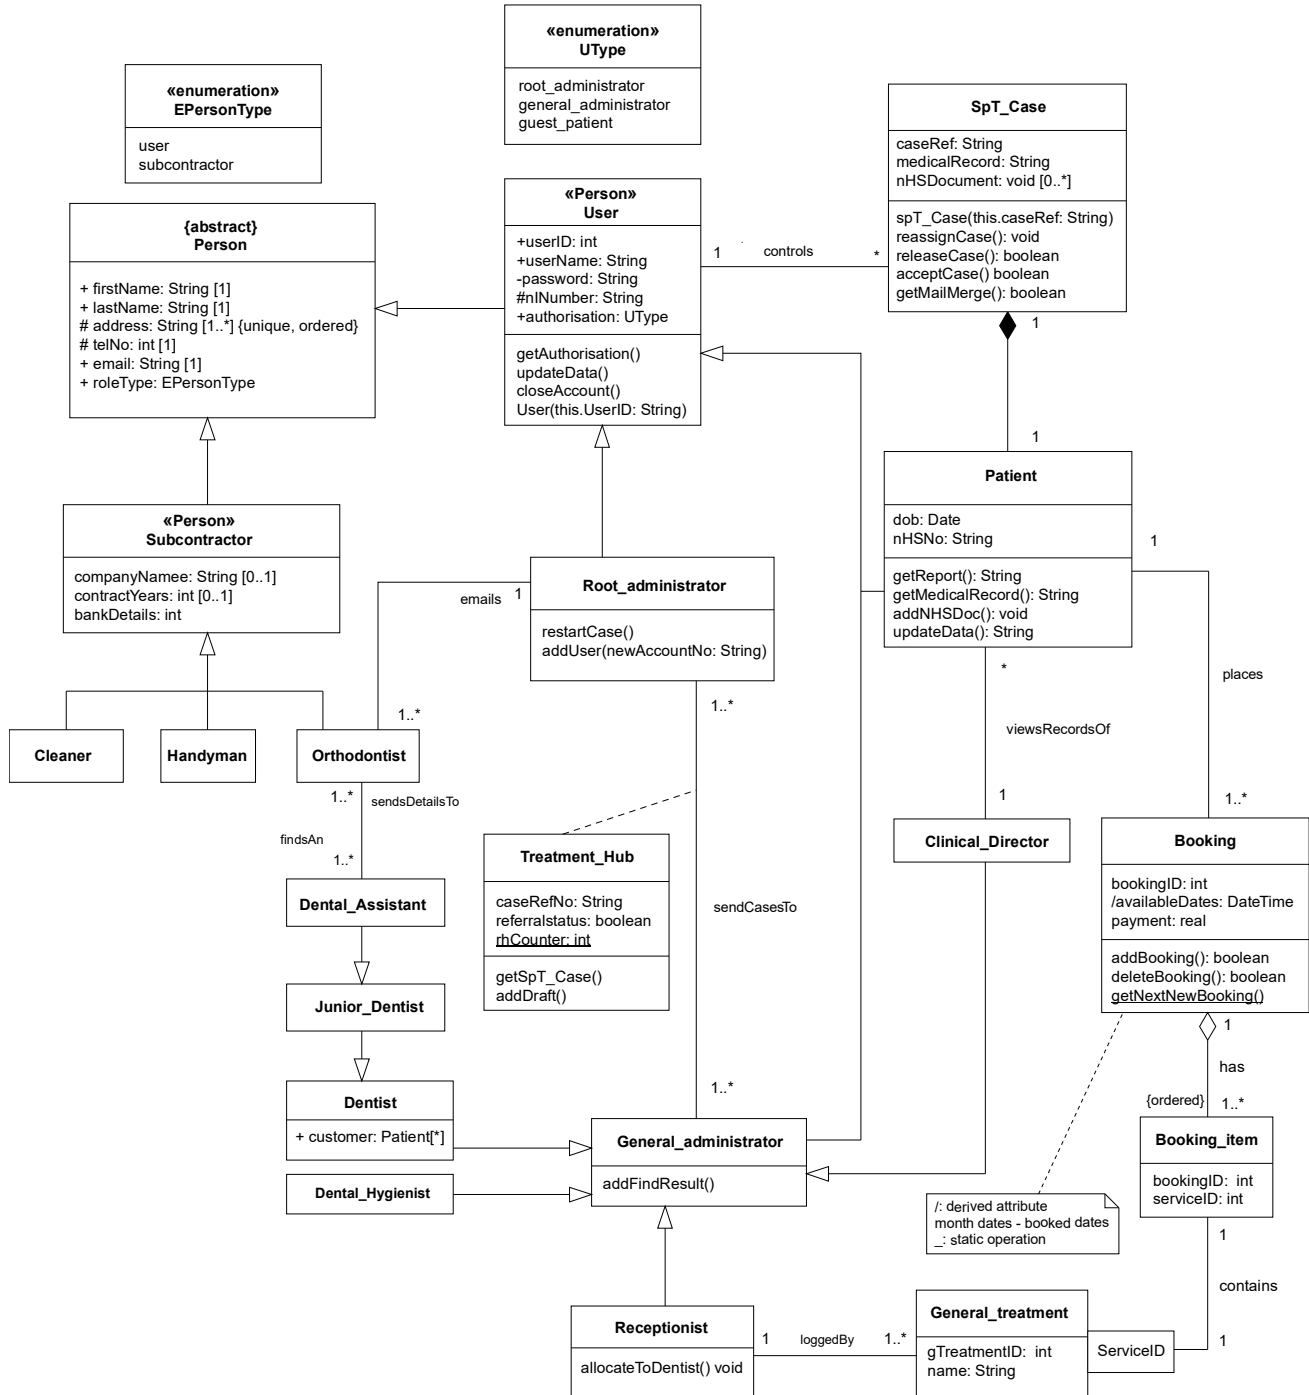 «enumeration»
UType
root_administrator
general_administrator
guest_patient
«enumeration»
EPersonType
user
subcontractor
SpT_Case
caseRef: String
medicalRecord: String
nHSDocument: void [0..*]
spT_Case(this.caseRef: String)
reassignCase(): void
releaseCase(): boolean
acceptCase() boolean
getMailMerge(): boolean
{abstract}
Person
+ firstName: String [1]
+ lastName: String [1]
# address: String [1..*] {unique, ordered}
# telNo: int [1]
+ email: String [1]
+ roleType: EPersonType
«Person»
User
+userID: int
+userName: String
-password: String
#nINumber: String
+authorisation: UType
getAuthorisation()
updateData()
closeAccount()
User(this.UserID: String)
1
controls
*
1
1
Patient
dob: Date
nHSNo: String
getReport(): String
getMedicalRecord(): String
addNHSDoc(): void
updateData(): String
1
«Person»
Subcontractor
companyNamee: String [0..1]
contractYears: int [0..1]
bankDetails: int
emails
1
Root_administrator
restartCase()
addUser(newAccountNo: String)
*
places
1..*
1..*
viewsRecordsOf
Cleaner
Handyman
Orthodontist
1..*
sendsDetailsTo
findsAn
1..*
1
1..*
Treatment_Hub
caseRefNo: String
referralstatus: boolean
rhCounter: int
getSpT_Case()
addDraft()
sendCasesTo
Clinical_Director
Booking
bookingID: int
/availableDates: DateTime
payment: real
addBooking(): boolean
deleteBooking(): boolean
getNextNewBooking()
Dental_Assistant
Junior_Dentist
1
has
{ordered}
1..*
1..*
Dentist
+ customer: Patient[*]
General_administrator
addFindResult()
Booking_item
bookingID: int
serviceID: int
Dental_Hygienist
/: derived attribute
month dates - booked dates
_: static operation
1
contains
1
Receptionist
allocateToDentist() void
1
loggedBy
1..*
General_treatment
gTreatmentID: int
name: String
ServiceID